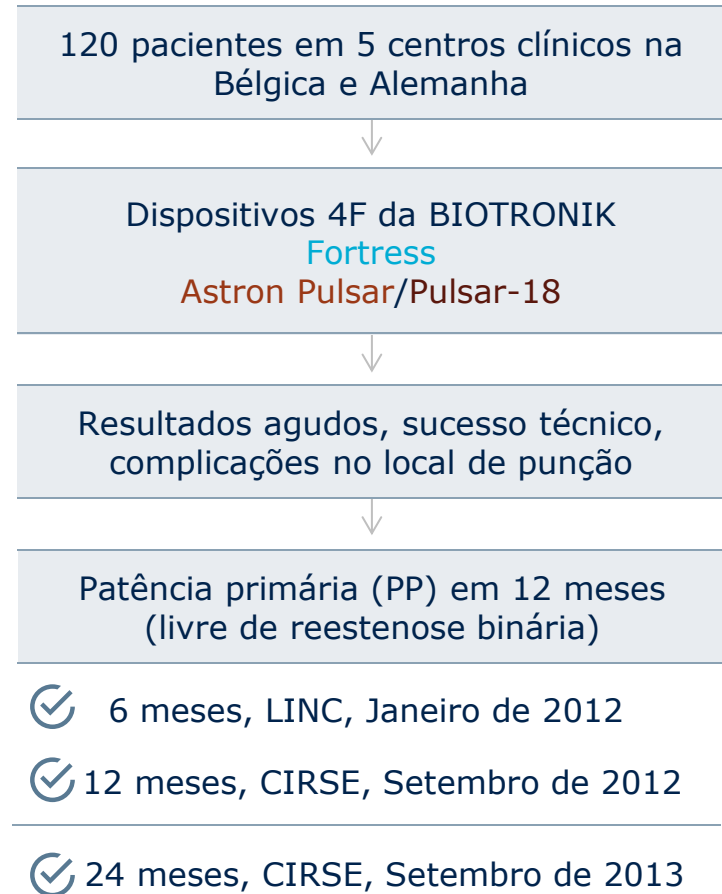 120 pacientes em 5 centros clínicos na
Bélgica e Alemanha
Dispositivos 4F da BIOTRONIK
Fortress
Astron Pulsar/Pulsar-18
Resultados agudos, sucesso técnico,
complicações no local de punção
Patência primária (PP) em 12 meses
(livre de reestenose binária)
6 meses, LINC, Janeiro de 2012
12 meses, CIRSE, Setembro de 2012
24 meses, CIRSE, Setembro de 2013